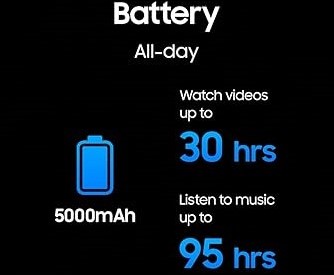 Battery
All-day
Watch videos
up to
30 hrs
5000mAh
Listen to music
up to
95 hrs